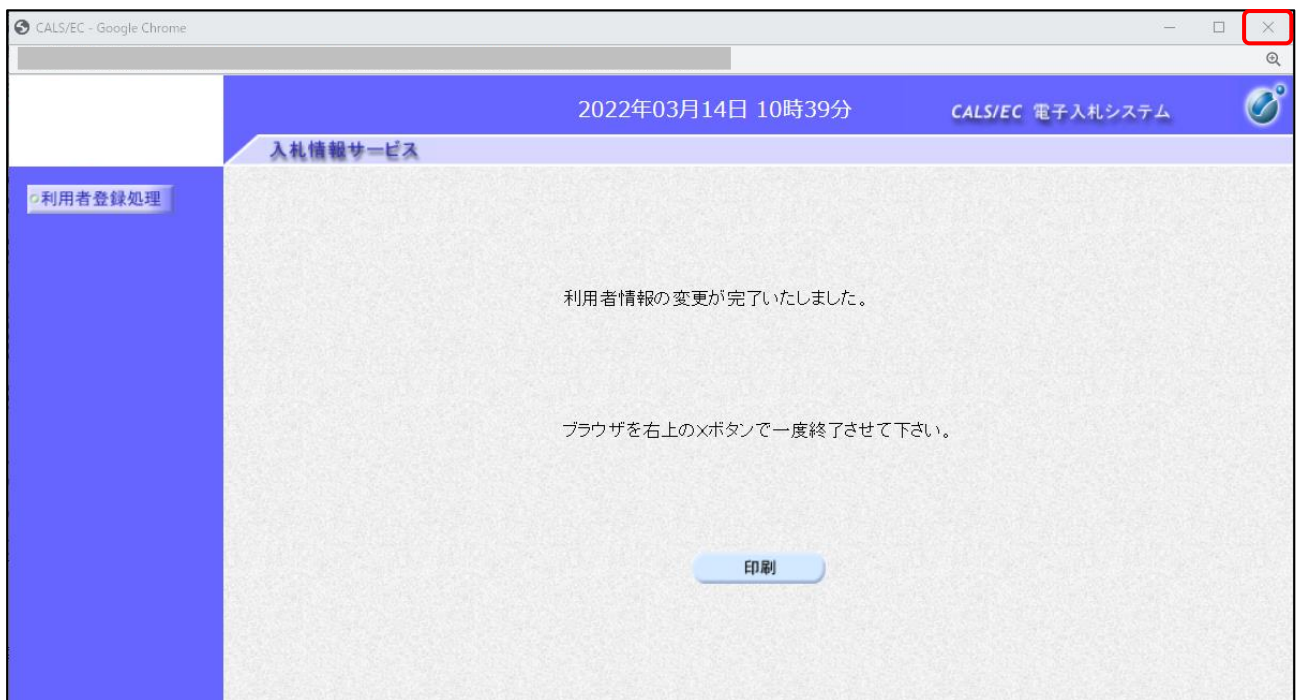 CALS/EC - Google Chrome
2022年03月14日 10時39分
CALS/EC 電子入札システム
入札情報サービス
利用者登録処理
利用者情報の変更が完了いたしました。
ブラウザを右上の×ボタンで一度終了させて下さい。
印刷